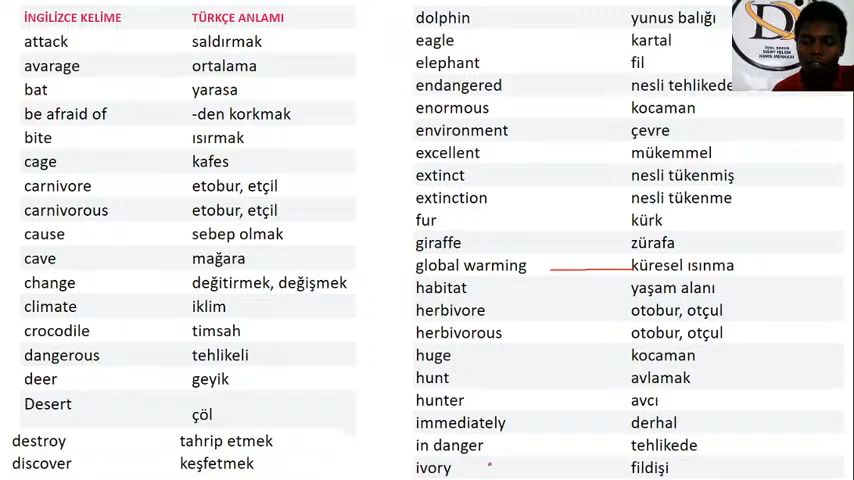 İNGİLİZCE KELİME TÜRKÇE ANLAMI
attack saldırmak
avarage ortalama
bat yarasa
be afraid of -den korkmak
bite ısırmak
cage kafes
carnivore etobur, etçil
carnivorous etobur, etçil
cause sebep olmak
cave mağara
change değitirmek, değişmek
climate iklim
crocodile timsah
dangerous tehlikeli
deer geyik
Desert çöl
destroy tahrip etmek
discover keşfetmek
dolphin yunus balığı
eagle kartal
elephant fil
endangered nesli tehlikede
enormous kocaman
environment çevre
excellent mükemmel
extinct nesli tükenmiş
extinction nesli tükenme
fur kürk
giraffe zürafa
global warming küresel ısınma
habitat yaşam alanı
herbivore otobur, otçul
herbivorous otobur, otçul
huge kocaman
hunt avlamak
hunter avcı
immediately derhal
in danger tehlikede
ivory fildişi
DÖRT İŞLEM
KURS MERKEZİ